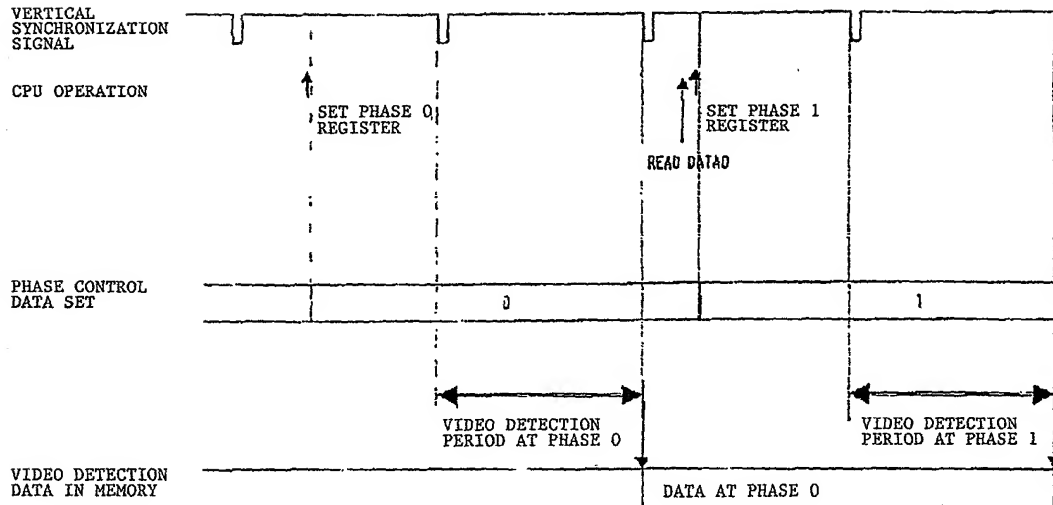 VERTICAL
SYNCHRONIZATION
SIGNAL
CPU OPERATION
SET PHASE 0
REGISTER
SET PHASE 1
REGISTER
READ DATA0
PHASE CONTROL
DATA SET
0
1
VIDEO DETECTION
PERIOD AT PHASE 0
VIDEO DETECTION
PERIOD AT PHASE 1
VIDEO DETECTION
DATA IN MEMORY
DATA AT PHASE 0